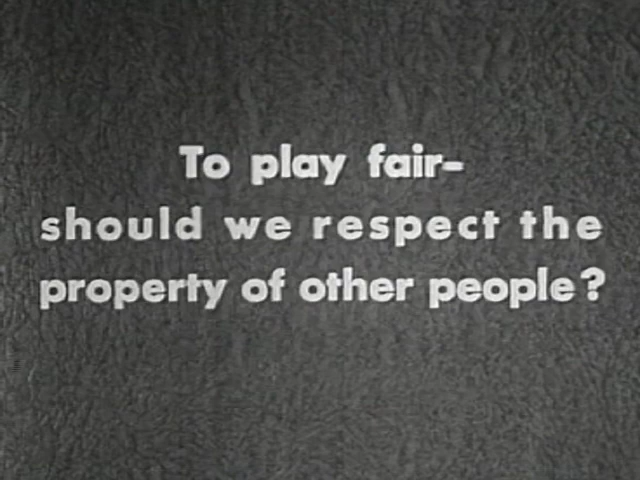 To play fair-
should we respect the
property of other people?